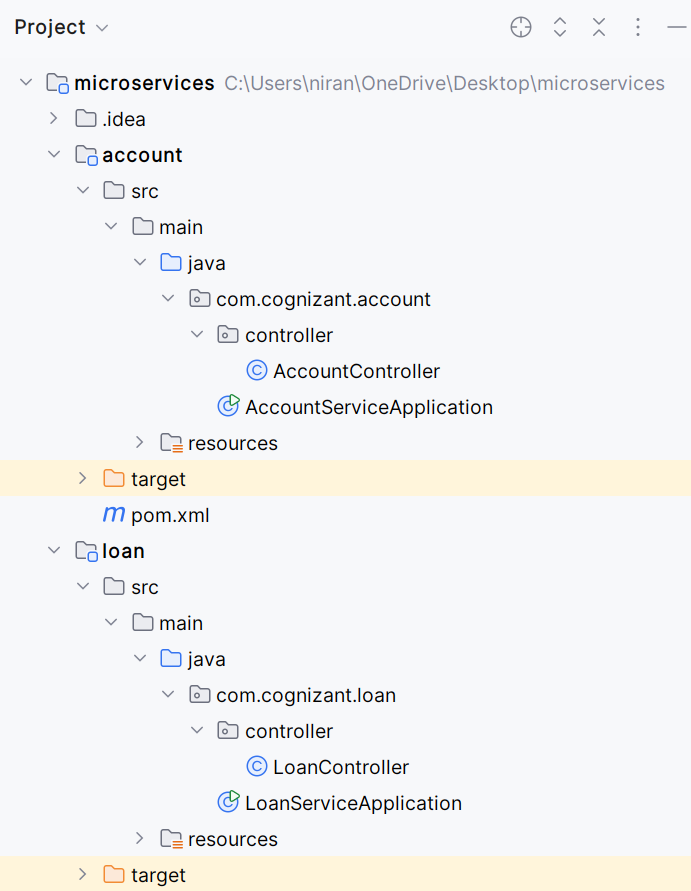 Project
microservices C:\Users\niran\OneDrive\Desktop\microservices
.idea
account
src
main
java
com.cognizant.account
controller
AccountController
AccountServiceApplication
resources
target
pom.xml
loan
src
main
java
com.cognizant.loan
controller
LoanController
LoanServiceApplication
resources
target